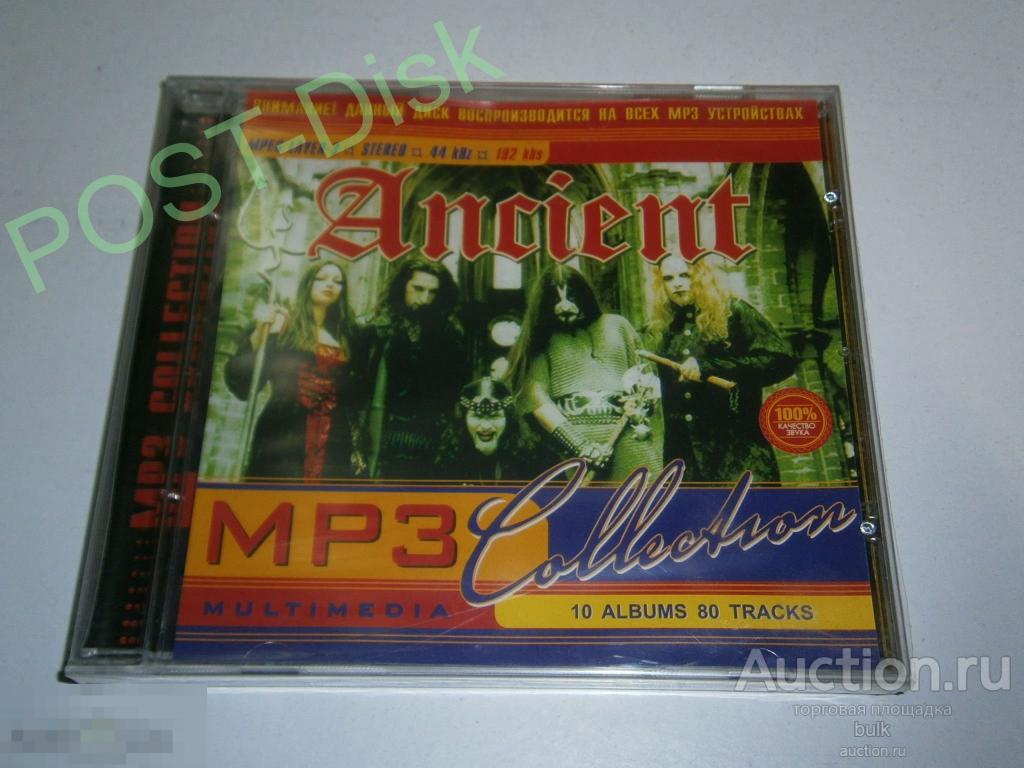 POST-Disk
ВНИМАНИЕ! ДАННЫЙ ДИСК ВОСПРОИЗВОДИТСЯ НА ВСЕХ MP3 УСТРОЙСТВАХ
STEREO 44 kHz 192 kbs
Ancient
MP3 COLLECTION
100%
КАЧЕСТВО
ЗВУКА
MP3 Collection
MULTIMEDIA
10 ALBUMS 80 TRACKS
Auction.ru
торговая площадка
bulk
auction.ru